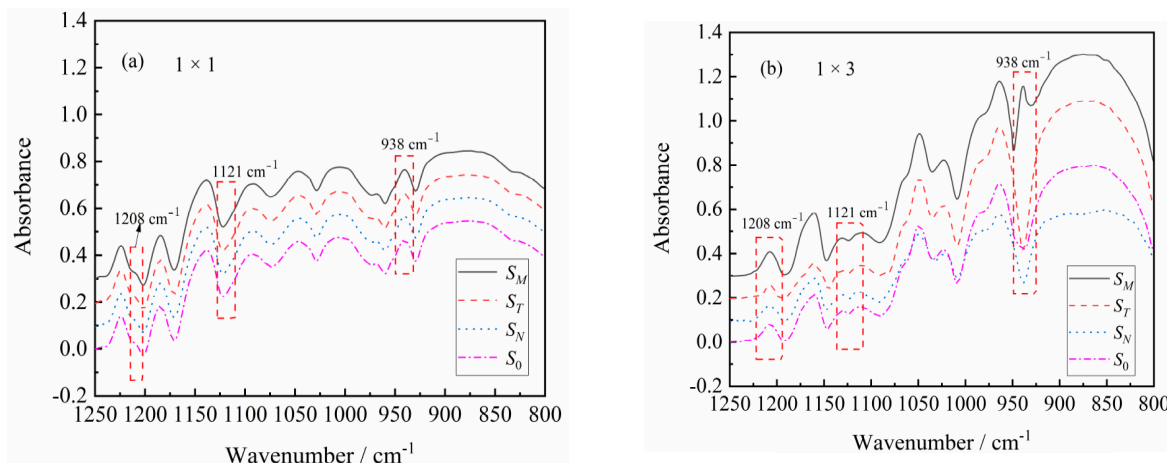 (a) 1 × 1
1.4
1.2
1.0
0.8
0.6
0.4
0.2
0.0
-0.2
Absorbance
1208 cm⁻¹
1121 cm⁻¹
938 cm⁻¹
S_M
S_T
S_N
S_0
1250 1200 1150 1100 1050 1000 950 900 850 800
Wavenumber / cm⁻¹
(b) 1 × 3
1.4
1.2
1.0
0.8
0.6
0.4
0.2
0.0
-0.2
Absorbance
1208 cm⁻¹
1121 cm⁻¹
938 cm⁻¹
S_M
S_T
S_N
S_0
1250 1200 1150 1100 1050 1000 950 900 850 800
Wavenumber / cm⁻¹